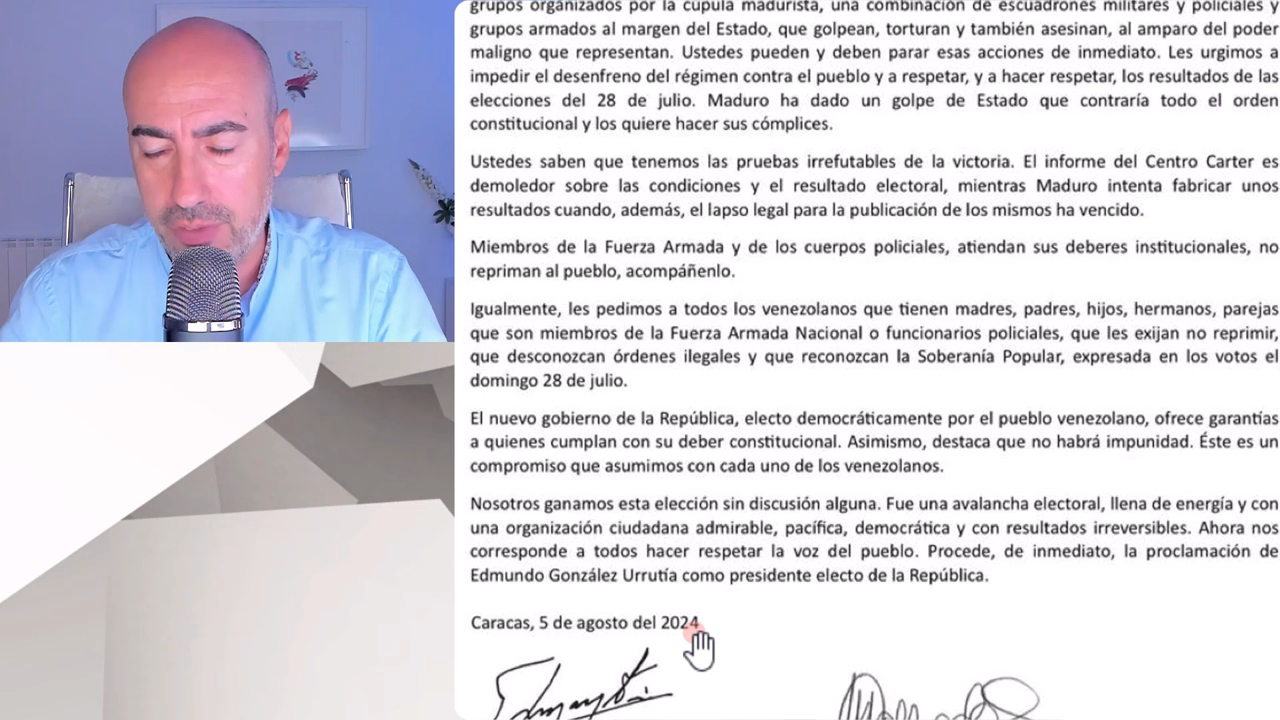 grupos organizados por la cúpula madurista, una combinación de escuadrones militares y policiales y
grupos armados al margen del Estado, que golpean, torturan y también asesinan, al amparo del poder
maligno que representan. Ustedes pueden y deben parar esas acciones de inmediato. Les urgimos a
impedir el desenfreno del régimen contra el pueblo y a respetar, y a hacer respetar, los resultados de las
elecciones del 28 de julio. Maduro ha dado un golpe de Estado que contraría todo el orden
constitucional y los quiere hacer sus cómplices.
Ustedes saben que tenemos las pruebas irrefutables de la victoria. El informe del Centro Carter es
demoledor sobre las condiciones y el resultado electoral, mientras Maduro intenta fabricar unos
resultados cuando, además, el lapso legal para la publicación de los mismos ha vencido.
Miembros de la Fuerza Armada y de los cuerpos policiales, atiendan sus deberes institucionales, no
repriman al pueblo, acompáñenlo.
Igualmente, les pedimos a todos los venezolanos que tienen madres, padres, hijos, hermanos, parejas
que son miembros de la Fuerza Armada Nacional o funcionarios policiales, que les exijan no reprimir,
que desconozcan órdenes ilegales y que reconozcan la Soberanía Popular, expresada en los votos el
domingo 28 de julio.
El nuevo gobierno de la República, electo democráticamente por el pueblo venezolano, ofrece garantías
a quienes cumplan con su deber constitucional. Asimismo, destaca que no habrá impunidad. Éste es un
compromiso que asumimos con cada uno de los venezolanos.
Nosotros ganamos esta elección sin discusión alguna. Fue una avalancha electoral, llena de energía y con
una organización ciudadana admirable, pacífica, democrática y con resultados irreversibles. Ahora nos
corresponde a todos hacer respetar la voz del pueblo. Procede, de inmediato, la proclamación de
Edmundo González Urrutia como presidente electo de la República.
Caracas, 5 de agosto del 2024